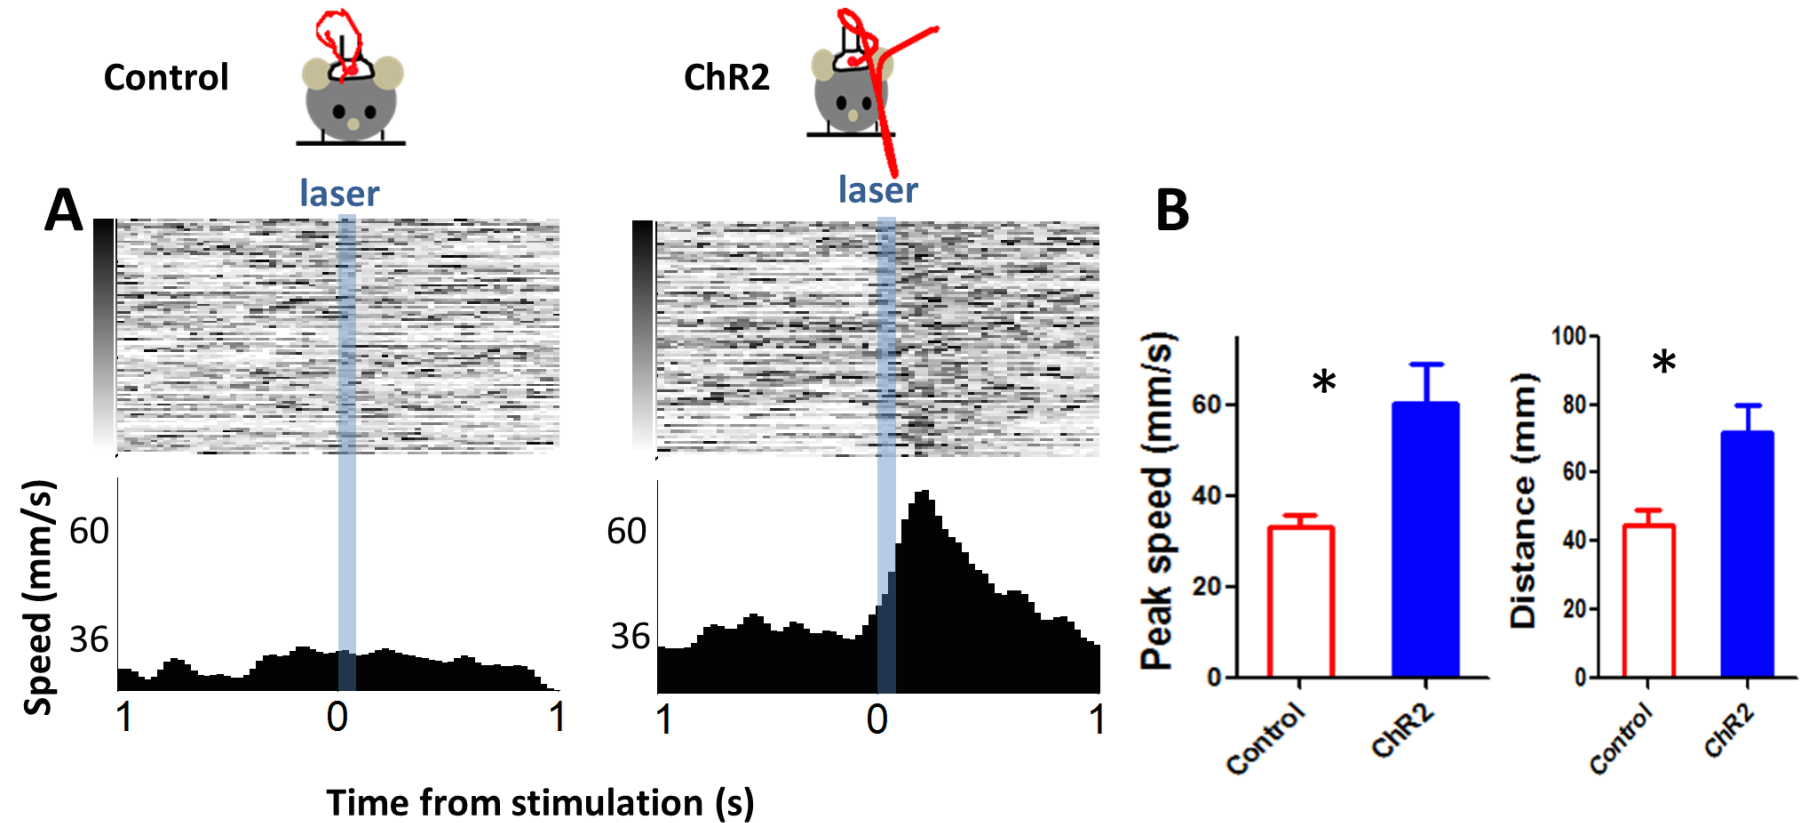 Control
ChR2
laser
laser
A
B
Speed (mm/s)
60
36
1
0
1
60
36
1
0
1
Time from stimulation (s)
Peak speed (mm/s)
60
40
20
0
*
Control
ChR2
Distance (mm)
100
80
60
40
20
0
*
Control
ChR2